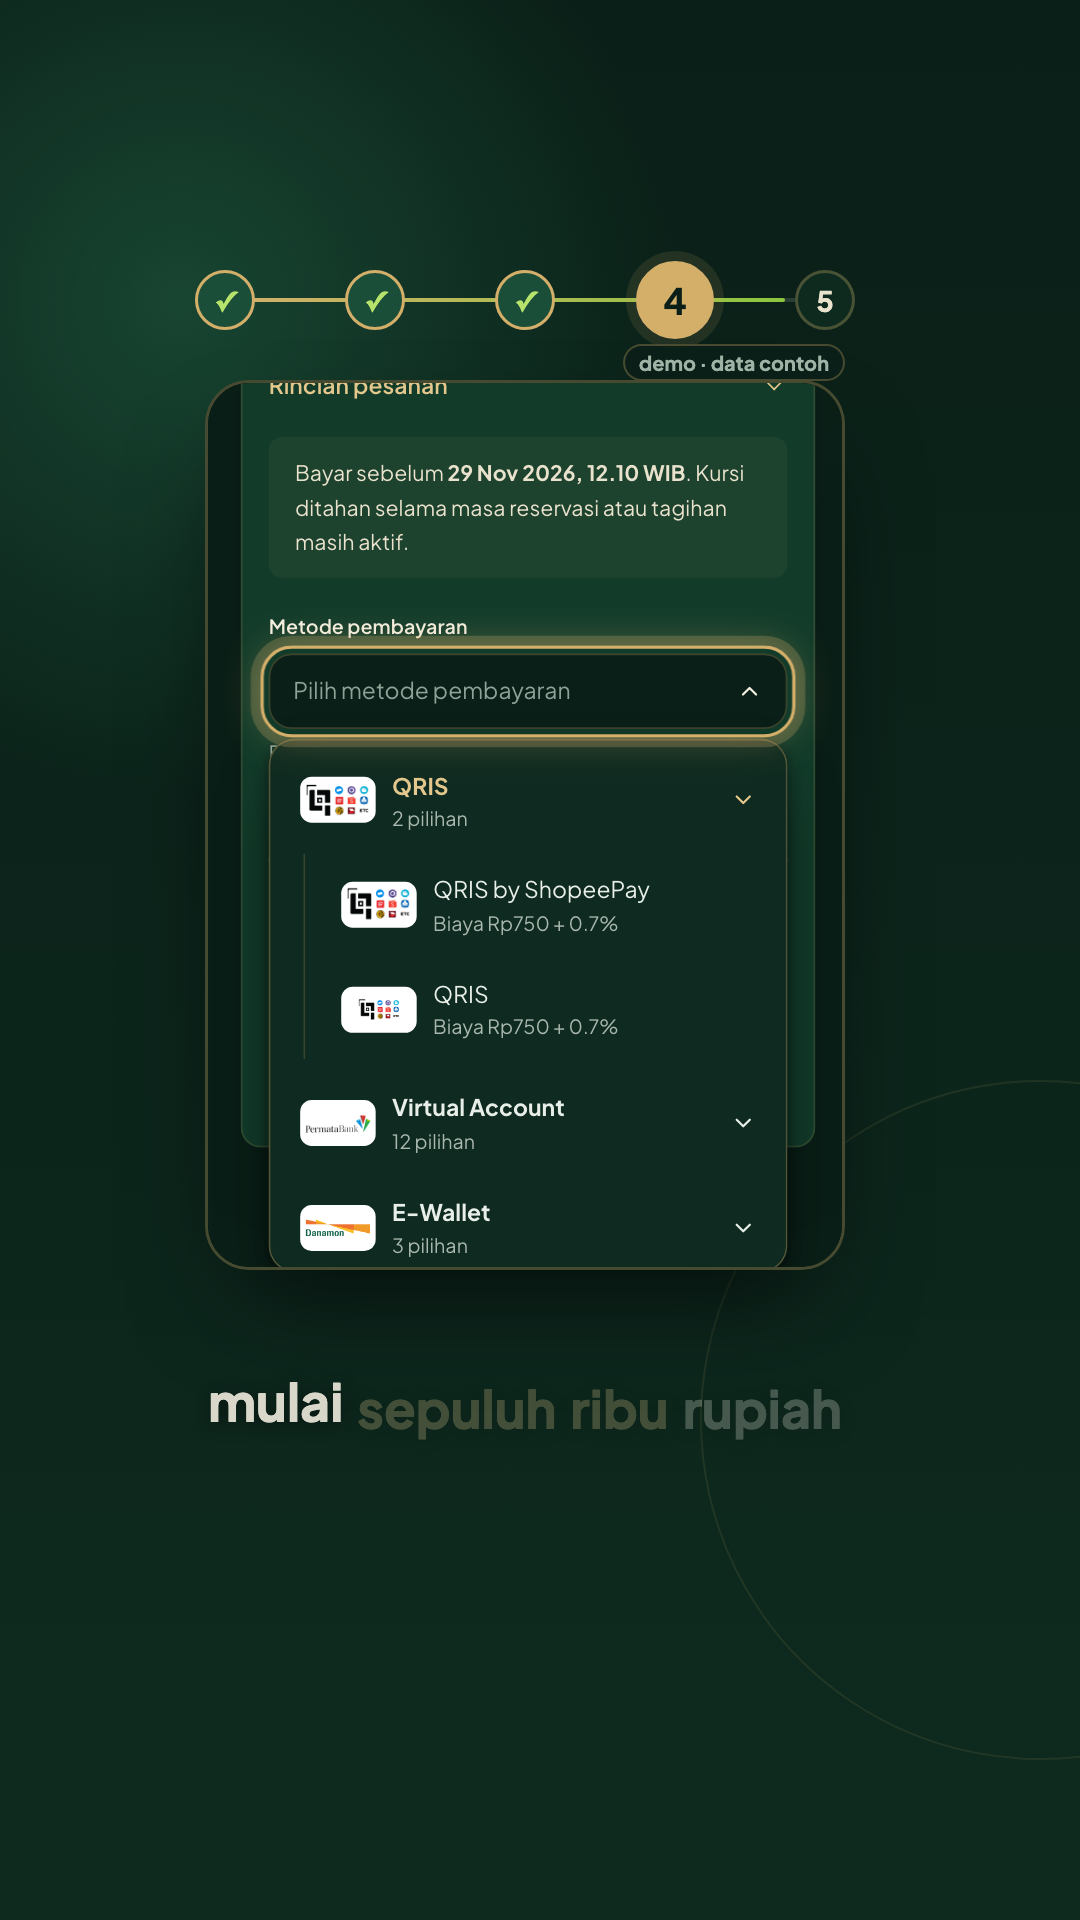 ✓ ✓ ✓ 4 5
demo · data contoh
Rincian pesanan
Bayar sebelum 29 Nov 2026, 12.10 WIB. Kursi
ditahan selama masa reservasi atau tagihan
masih aktif.
Metode pembayaran
Pilih metode pembayaran
QRIS
2 pilihan
QRIS by ShopeePay
Biaya Rp750 + 0.7%
QRIS
Biaya Rp750 + 0.7%
PermataBank
Virtual Account
12 pilihan
Danamon
E-Wallet
3 pilihan
mulai sepuluh ribu rupiah